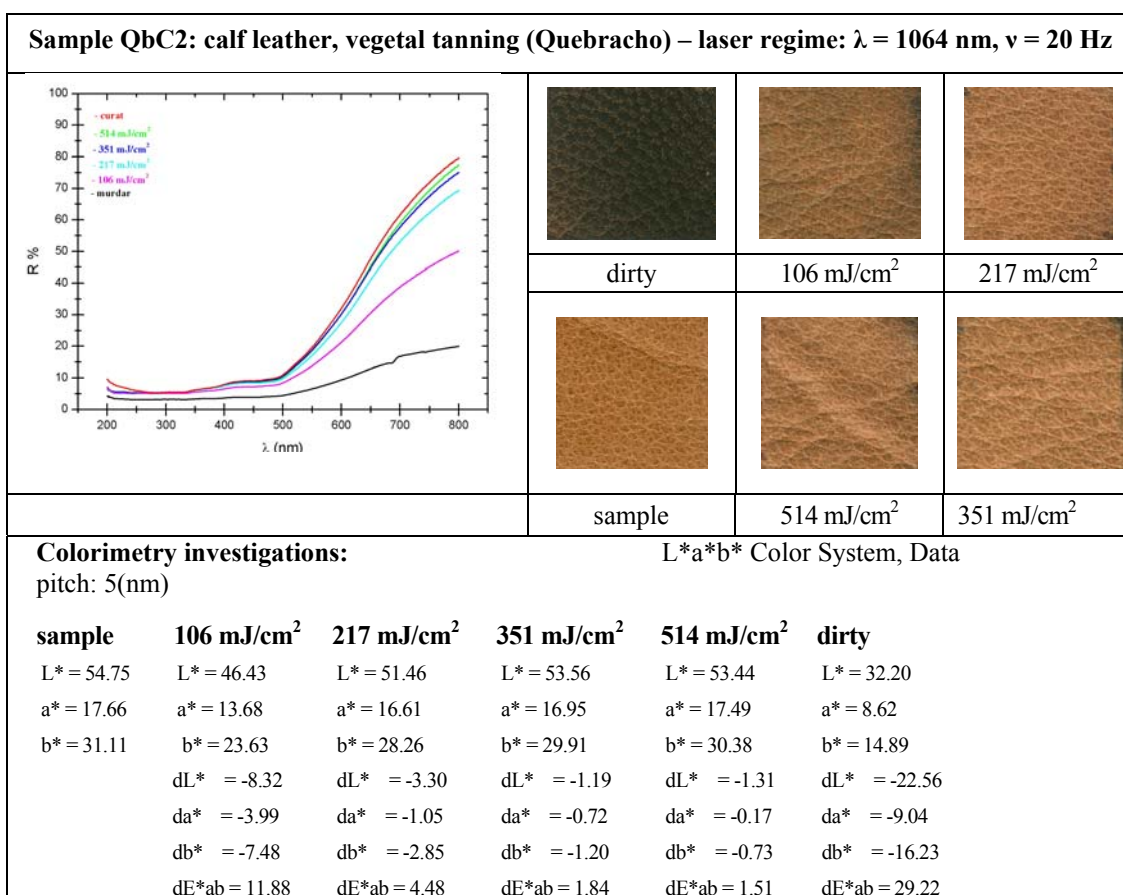 Sample QbC2: calf leather, vegetal tanning (Quebracho) – laser regime: λ = 1064 nm, ν = 20 Hz
100
90
80
70
60
50
40
30
20
10
0
R %
- curat
- 514 mJ/cm²
- 351 mJ/cm²
- 217 mJ/cm²
- 106 mJ/cm²
- murdar
200 300 400 500 600 700 800
λ (nm)
dirty 106 mJ/cm² 217 mJ/cm²
sample 514 mJ/cm² 351 mJ/cm²
Colorimetry investigations: L*a*b* Color System, Data
pitch: 5(nm)
sample 106 mJ/cm² 217 mJ/cm² 351 mJ/cm² 514 mJ/cm² dirty
L* = 54.75 L* = 46.43 L* = 51.46 L* = 53.56 L* = 53.44 L* = 32.20
a* = 17.66 a* = 13.68 a* = 16.61 a* = 16.95 a* = 17.49 a* = 8.62
b* = 31.11 b* = 23.63 b* = 28.26 b* = 29.91 b* = 30.38 b* = 14.89
dL* = -8.32 dL* = -3.30 dL* = -1.19 dL* = -1.31 dL* = -22.56
da* = -3.99 da* = -1.05 da* = -0.72 da* = -0.17 da* = -9.04
db* = -7.48 db* = -2.85 db* = -1.20 db* = -0.73 db* = -16.23
dE*ab = 11.88 dE*ab = 4.48 dE*ab = 1.84 dE*ab = 1.51 dE*ab = 29.22